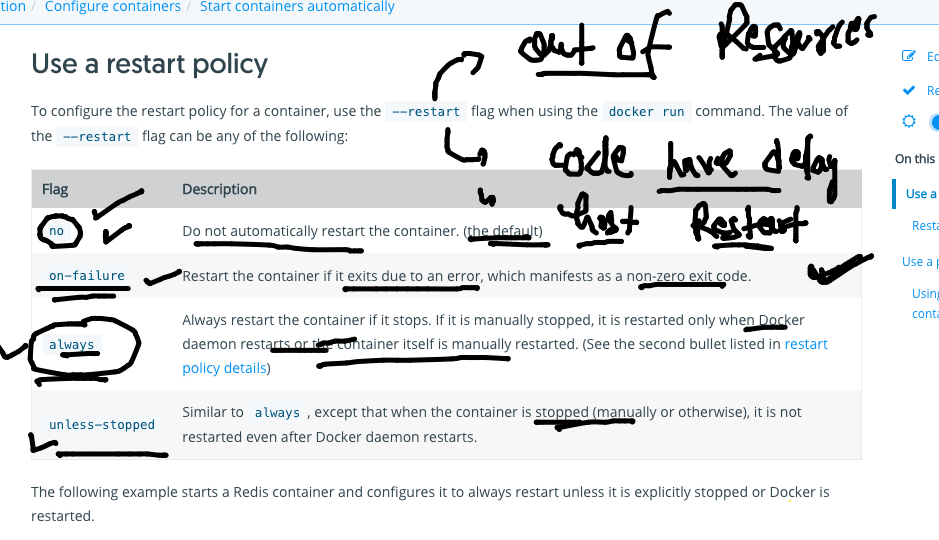 tion / Configure containers / Start containers automatically
out of Resources
Use a restart policy
Ed
To configure the restart policy for a container, use the --restart flag when using the docker run command. The value of
Re
the --restart flag can be any of the following:
code have delay
On this
Flag Description
Use a
host Restart
no Do not automatically restart the container. (the default)
Resta
Use a p
on-failure Restart the container if it exits due to an error, which manifests as a non-zero exit code.
Using
conta
Always restart the container if it stops. If it is manually stopped, it is restarted only when Docker
always daemon restarts or the container itself is manually restarted. (See the second bullet listed in restart
policy details)
Similar to always , except that when the container is stopped (manually or otherwise), it is not
unless-stopped
restarted even after Docker daemon restarts.
The following example starts a Redis container and configures it to always restart unless it is explicitly stopped or Docker is
restarted.